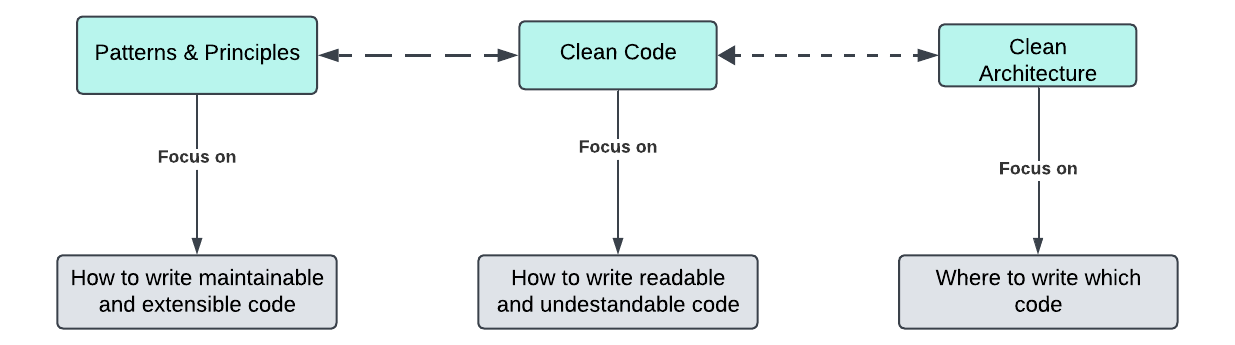 Patterns & Principles
Clean Code
Clean
Architecture
Focus on
Focus on
Focus on
How to write maintainable
and extensible code
How to write readable
and undestandable code
Where to write which
code